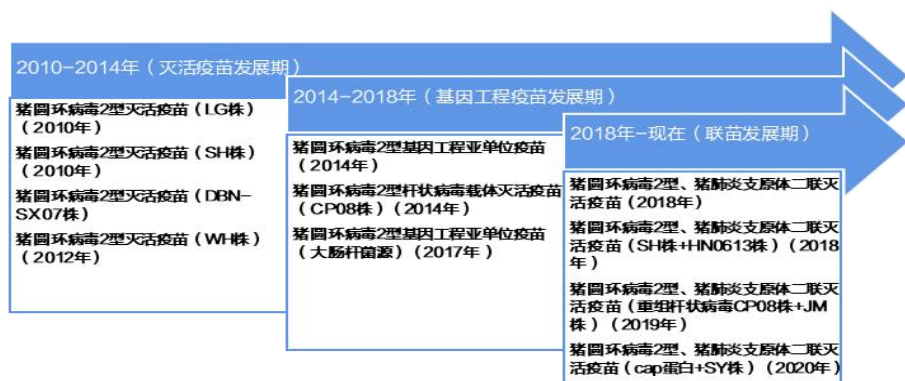 2010-2014年（灭活疫苗发展期）
猪圆环病毒2型灭活疫苗（LG株）
（2010年）
猪圆环病毒2型灭活疫苗（SH株）
（2010年）
猪圆环病毒2型灭活疫苗（DBN-
SX07株）
猪圆环病毒2型灭活疫苗（WH株）
（2012年）
2014-2018年（基因工程疫苗发展期）
猪圆环病毒2型基因工程亚单位疫苗
（2014年）
猪圆环病毒2型杆状病毒载体灭活疫苗
（CP08株）（2014年）
猪圆环病毒2型基因工程亚单位疫苗
（大肠杆菌源）（2017年）
2018年-现在（联苗发展期）
猪圆环病毒2型、猪肺炎支原体二联灭
活疫苗（2018年）
猪圆环病毒2型、猪肺炎支原体二联灭
活疫苗（SH株+HN0613株）（2018
年）
猪圆环病毒2型、猪肺炎支原体二联灭
活疫苗（重组杆状病毒CP08株+JM
株）（2019年）
猪圆环病毒2型、猪肺炎支原体二联灭
活疫苗（cap蛋白+SY株）（2020年）